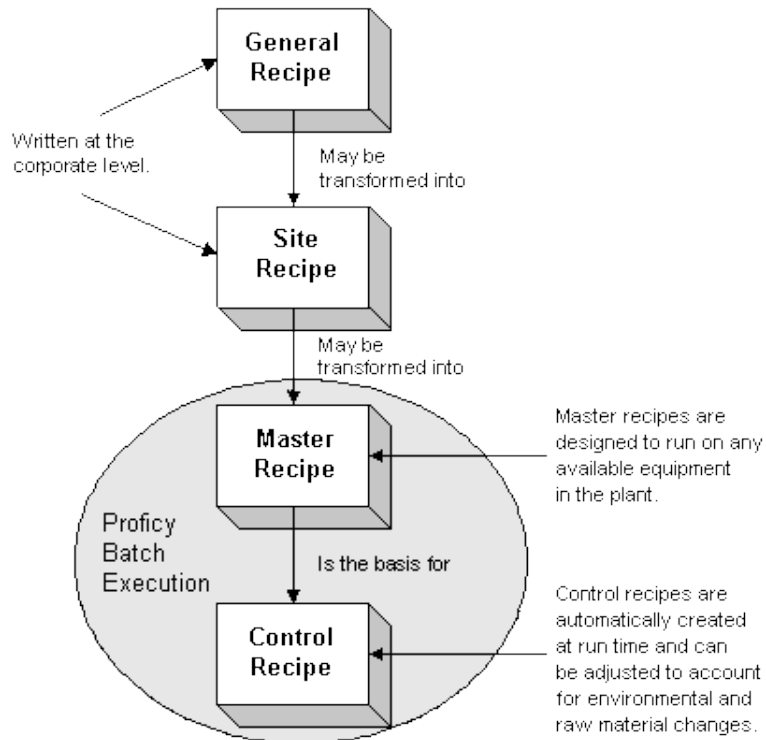 General
Recipe
Written at the
corporate level.
May be
transformed into
Site
Recipe
May be
transformed into
Master
Recipe
Master recipes are
designed to run on any
available equipment
in the plant.
Proficy
Batch
Execution
Is the basis for
Control
Recipe
Control recipes are
automatically created
at run time and can
be adjusted to account
for environmental and
raw material changes.